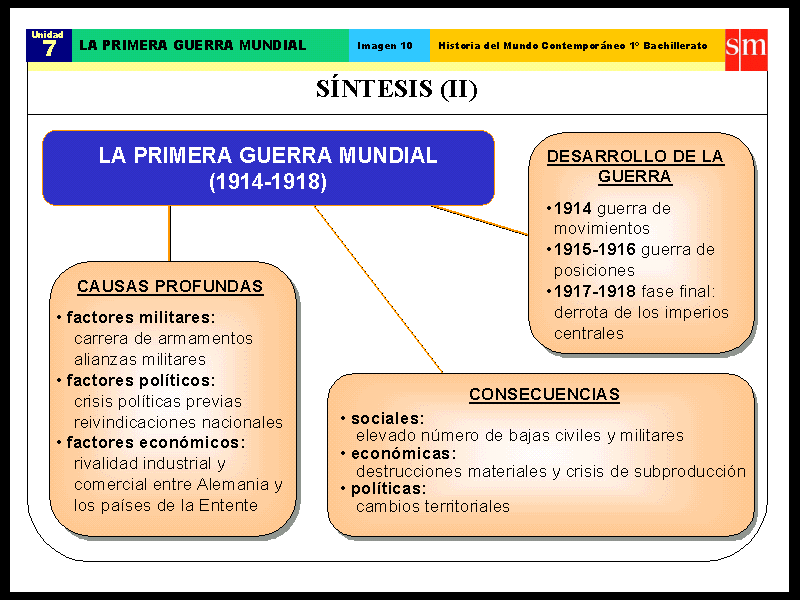 Unidad
7
LA PRIMERA GUERRA MUNDIAL
Imagen 10
Historia del Mundo Contemporáneo 1º Bachillerato
sm
SÍNTESIS (II)
LA PRIMERA GUERRA MUNDIAL
(1914-1918)
DESARROLLO DE LA
GUERRA
•1914 guerra de
movimientos
•1915-1916 guerra de
posiciones
•1917-1918 fase final:
derrota de los imperios
centrales
CAUSAS PROFUNDAS
• factores militares:
carrera de armamentos
alianzas militares
• factores políticos:
crisis políticas previas
reivindicaciones nacionales
• factores económicos:
rivalidad industrial y
comercial entre Alemania y
los países de la Entente
CONSECUENCIAS
• sociales:
elevado número de bajas civiles y militares
• económicas:
destrucciones materiales y crisis de subproducción
• políticas:
cambios territoriales